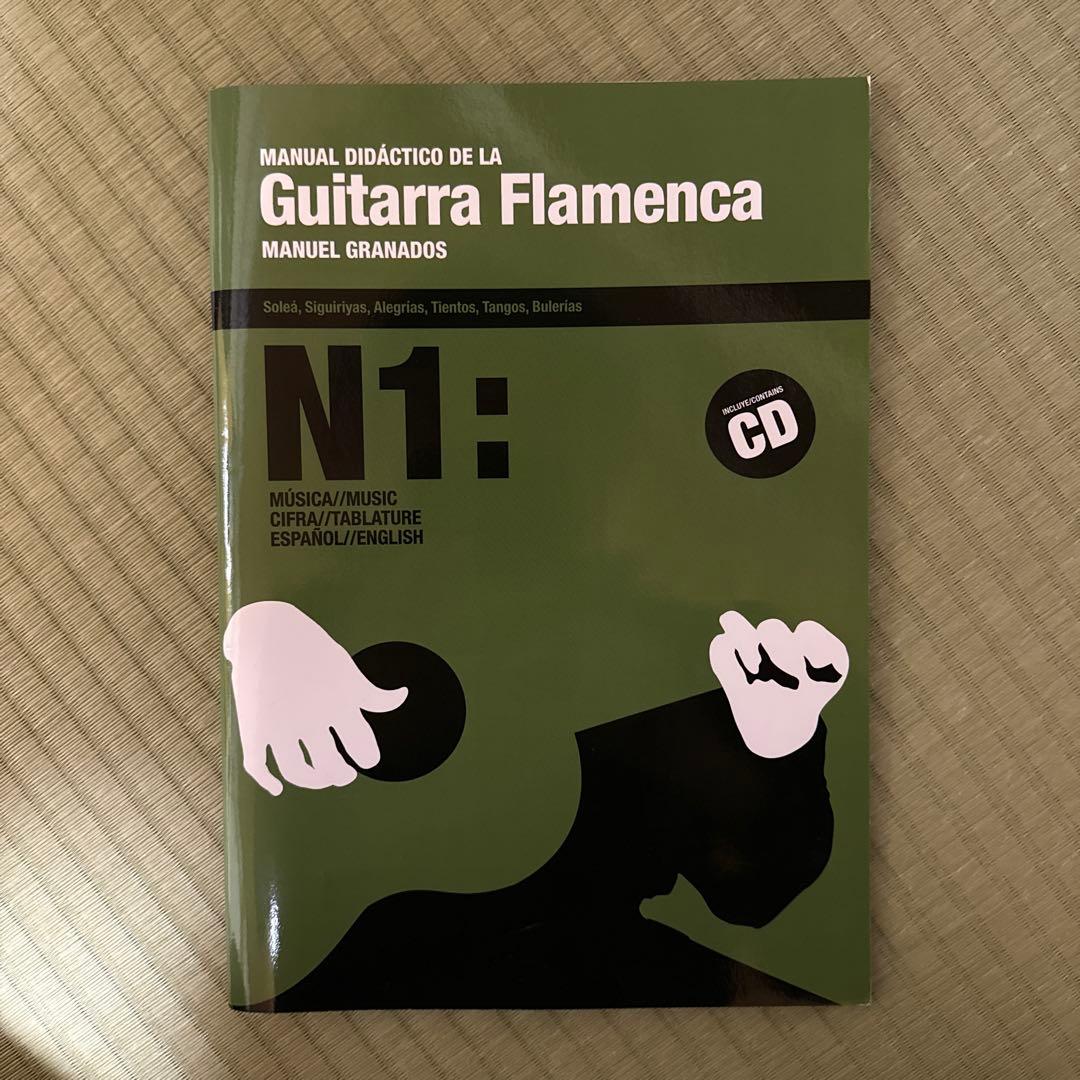 MANUAL DIDÁCTICO DE LA
Guitarra Flamenca
MANUEL GRANADOS
Soleá, Siguiriyas, Alegrías, Tientos, Tangos, Bulerías
N1:
INCLUYE/CONTAINS
CD
MÚSICA//MUSIC
CIFRA//TABLATURE
ESPAÑOL//ENGLISH